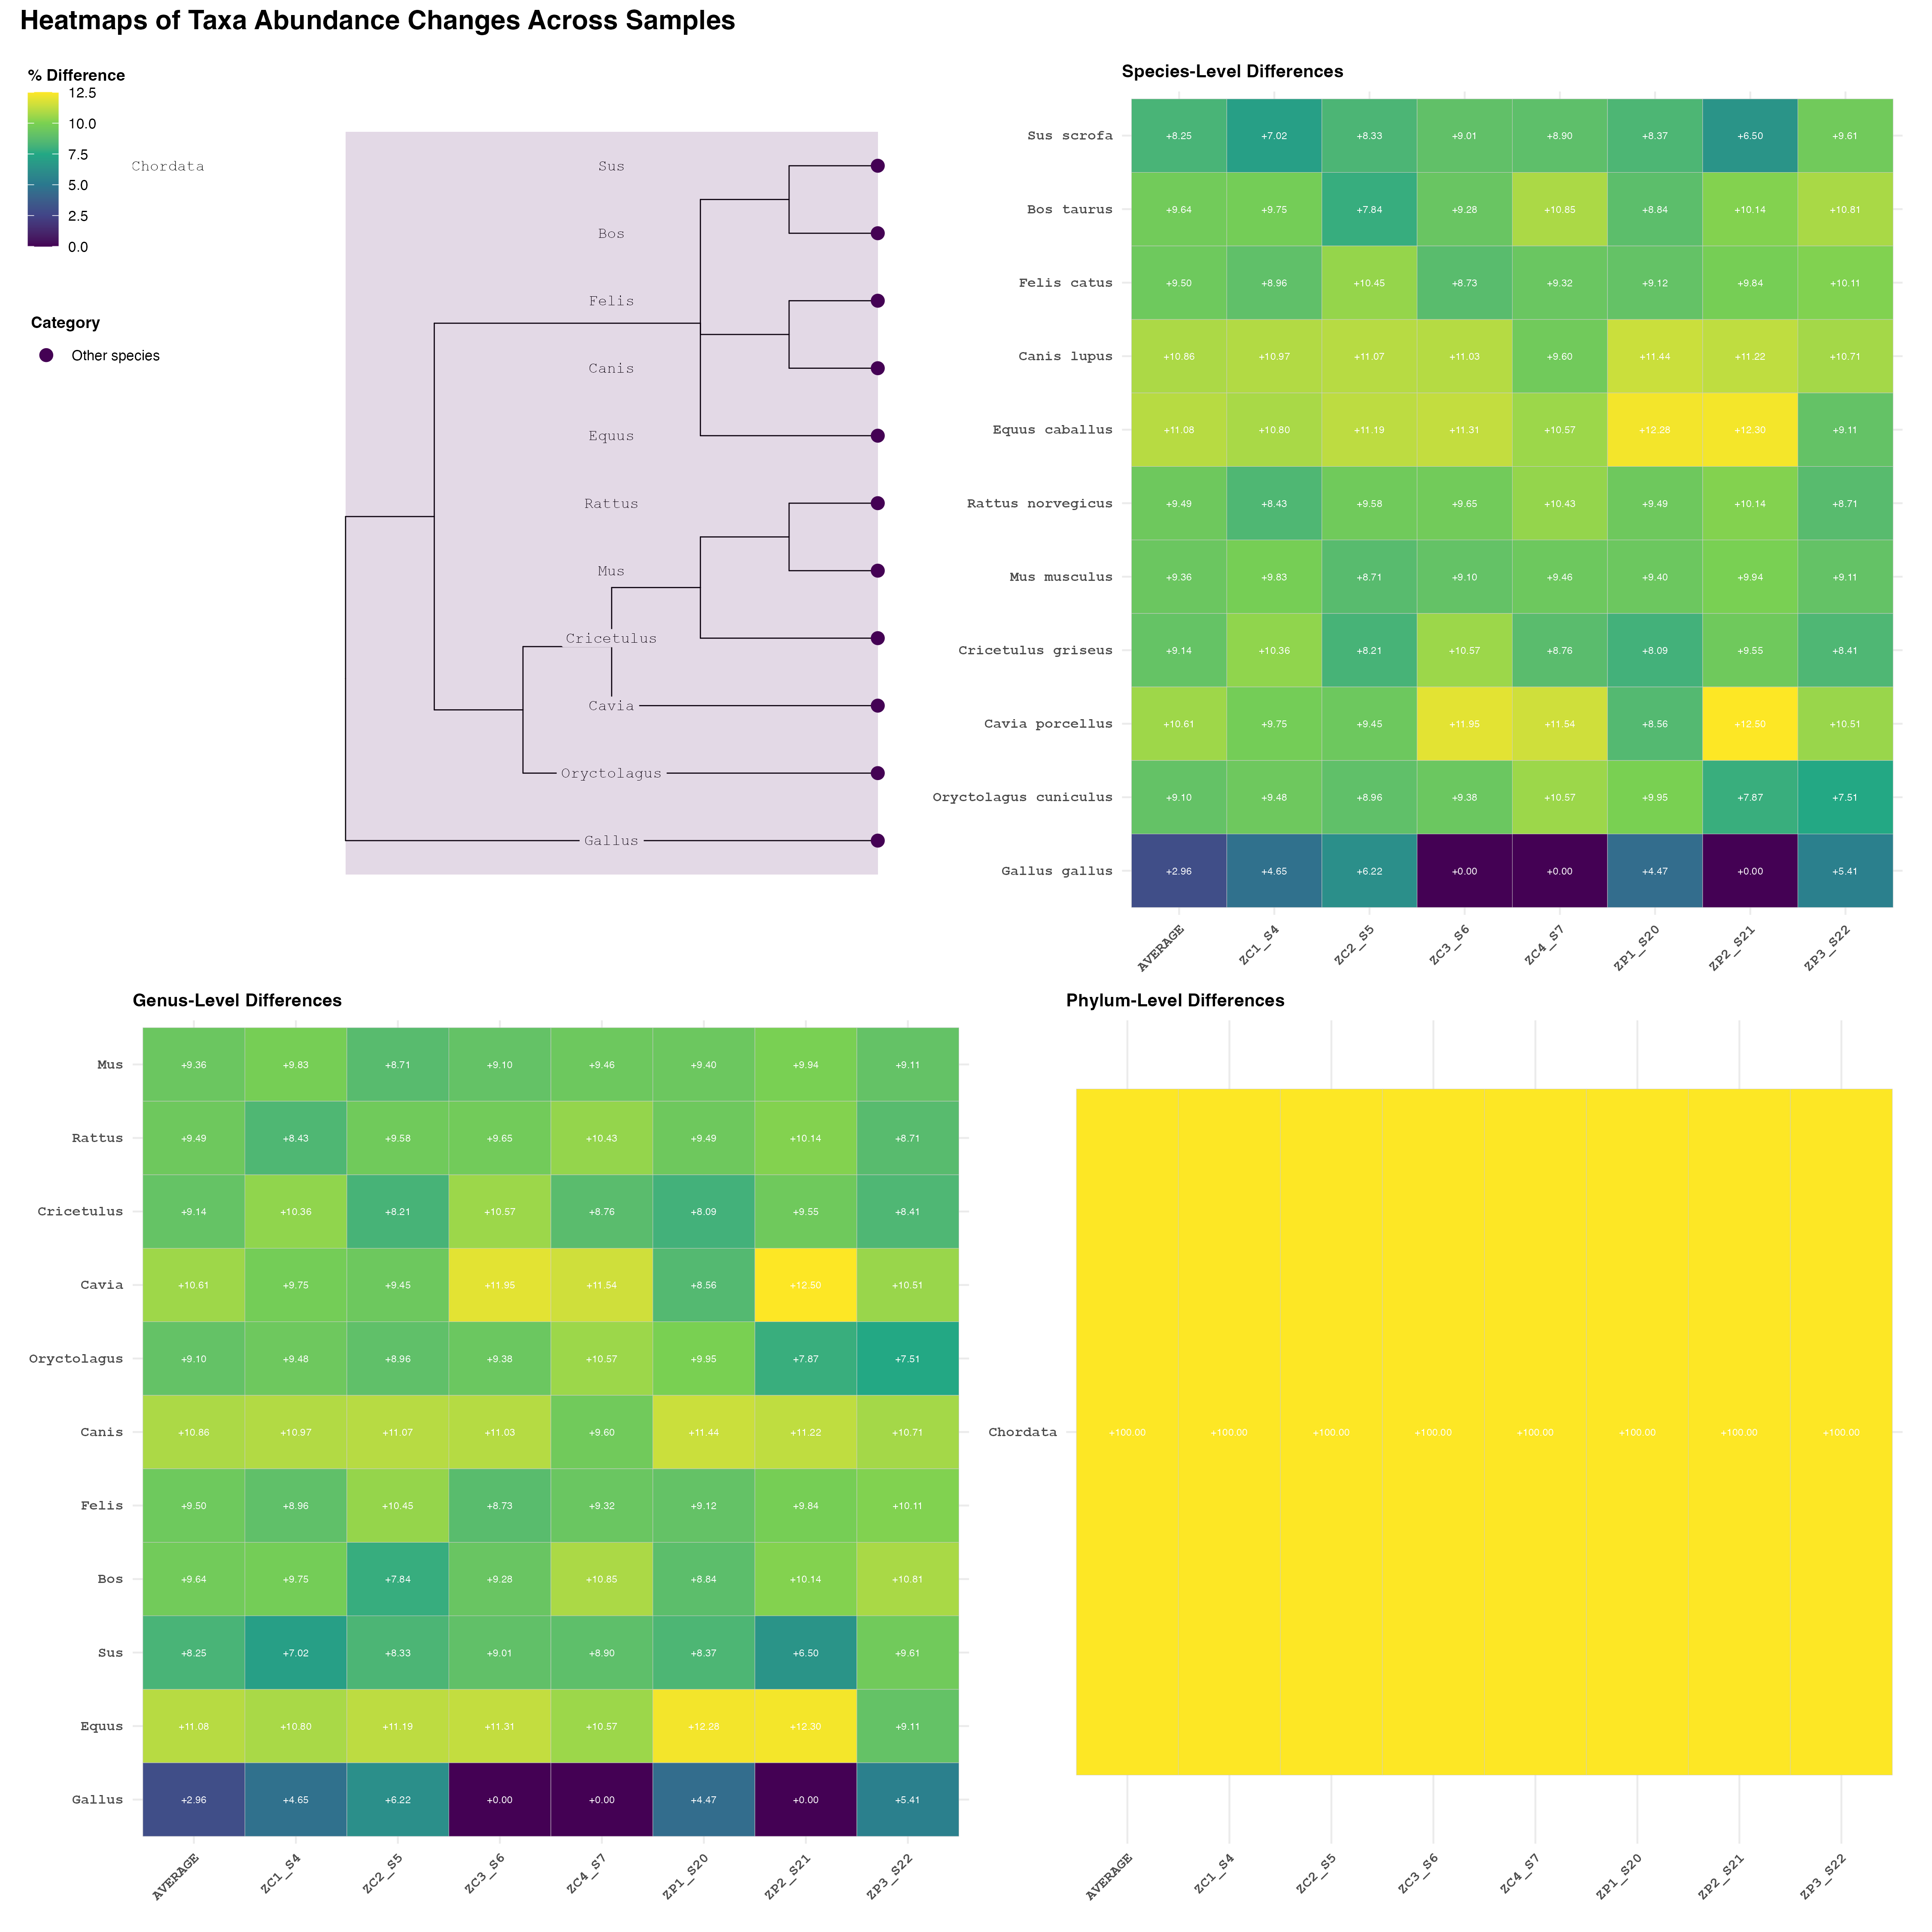 Heatmaps of Taxa Abundance Changes Across Samples
% Difference
12.5
10.0
7.5
5.0
2.5
0.0
Category
Other species
Chordata
Sus
Bos
Felis
Canis
Equus
Rattus
Mus
Cricetulus
Cavia
Oryctolagus
Gallus
Species-Level Differences
Sus scrofa +8.25 +7.02 +8.33 +9.01 +8.90 +8.37 +6.50 +9.61
Bos taurus +9.64 +9.75 +7.84 +9.28 +10.85 +8.84 +10.14 +10.81
Felis catus +9.50 +8.96 +10.45 +8.73 +9.32 +9.12 +9.84 +10.11
Canis lupus +10.86 +10.97 +11.07 +11.03 +9.60 +11.44 +11.22 +10.71
Equus caballus +11.08 +10.80 +11.19 +11.31 +10.57 +12.28 +12.30 +9.11
Rattus norvegicus +9.49 +8.43 +9.58 +9.65 +10.43 +9.49 +10.14 +8.71
Mus musculus +9.36 +9.83 +8.71 +9.10 +9.46 +9.40 +9.94 +9.11
Cricetulus griseus +9.14 +10.36 +8.21 +10.57 +8.76 +8.09 +9.55 +8.41
Cavia porcellus +10.61 +9.75 +9.45 +11.95 +11.54 +8.56 +12.50 +10.51
Oryctolagus cuniculus +9.10 +9.48 +8.96 +9.38 +10.57 +9.95 +7.87 +7.51
Gallus gallus +2.96 +4.65 +6.22 +0.00 +0.00 +4.47 +0.00 +5.41
AVERAGE ZC1_S4 ZC2_S5 ZC3_S6 ZC4_S7 ZP1_S20 ZP2_S21 ZP3_S22
Genus-Level Differences
Mus +9.36 +9.83 +8.71 +9.10 +9.46 +9.40 +9.94 +9.11
Rattus +9.49 +8.43 +9.58 +9.65 +10.43 +9.49 +10.14 +8.71
Cricetulus +9.14 +10.36 +8.21 +10.57 +8.76 +8.09 +9.55 +8.41
Cavia +10.61 +9.75 +9.45 +11.95 +11.54 +8.56 +12.50 +10.51
Oryctolagus +9.10 +9.48 +8.96 +9.38 +10.57 +9.95 +7.87 +7.51
Canis +10.86 +10.97 +11.07 +11.03 +9.60 +11.44 +11.22 +10.71
Felis +9.50 +8.96 +10.45 +8.73 +9.32 +9.12 +9.84 +10.11
Bos +9.64 +9.75 +7.84 +9.28 +10.85 +8.84 +10.14 +10.81
Sus +8.25 +7.02 +8.33 +9.01 +8.90 +8.37 +6.50 +9.61
Equus +11.08 +10.80 +11.19 +11.31 +10.57 +12.28 +12.30 +9.11
Gallus +2.96 +4.65 +6.22 +0.00 +0.00 +4.47 +0.00 +5.41
AVERAGE ZC1_S4 ZC2_S5 ZC3_S6 ZC4_S7 ZP1_S20 ZP2_S21 ZP3_S22
Phylum-Level Differences
Chordata +100.00 +100.00 +100.00 +100.00 +100.00 +100.00 +100.00 +100.00
AVERAGE ZC1_S4 ZC2_S5 ZC3_S6 ZC4_S7 ZP1_S20 ZP2_S21 ZP3_S22